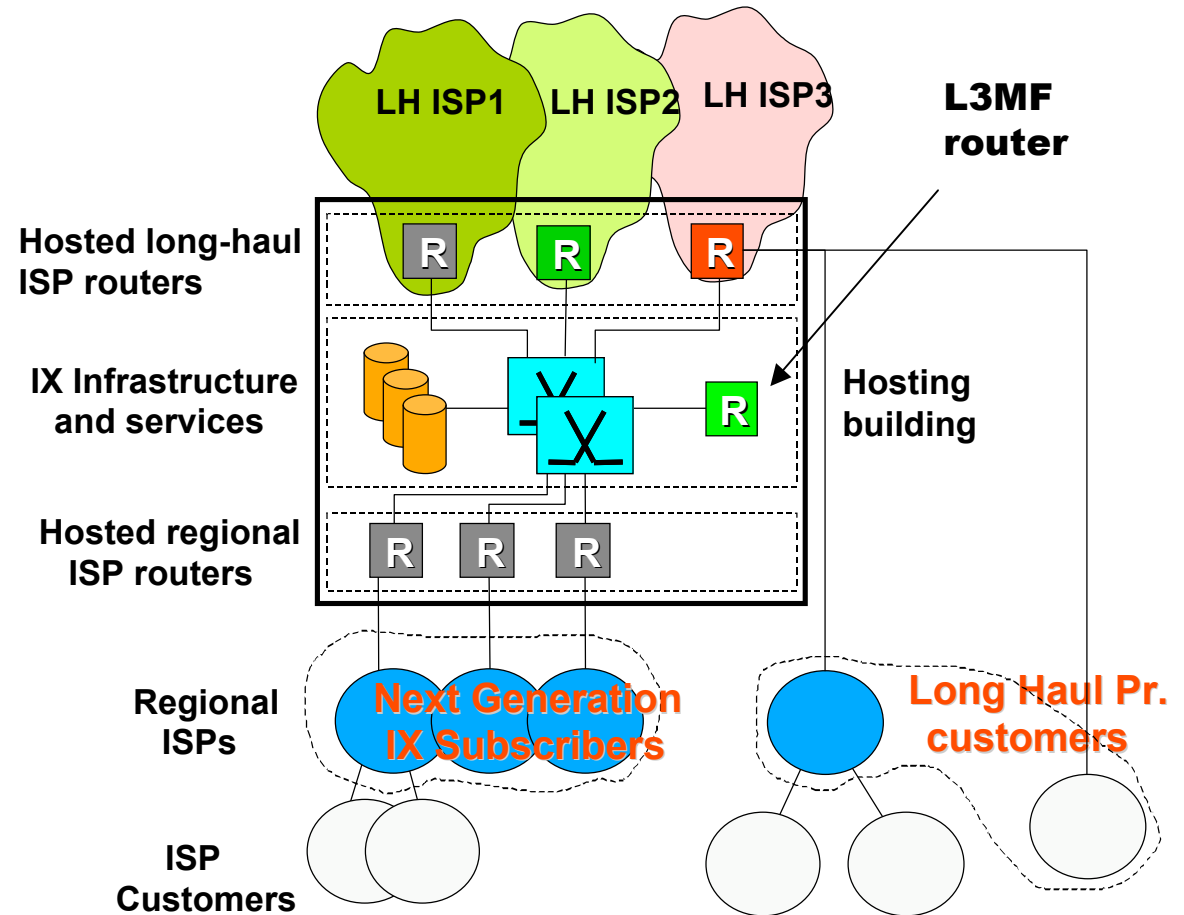 LH ISP1
LH ISP2
LH ISP3
L3MF
router
Hosted long-haul
ISP routers
R
R
R
IX Infrastructure
and services
R
Hosting
building
Hosted regional
ISP routers
R
R
R
Regional
ISPs
Next Generation
IX Subscribers
Long Haul Pr.
customers
ISP
Customers